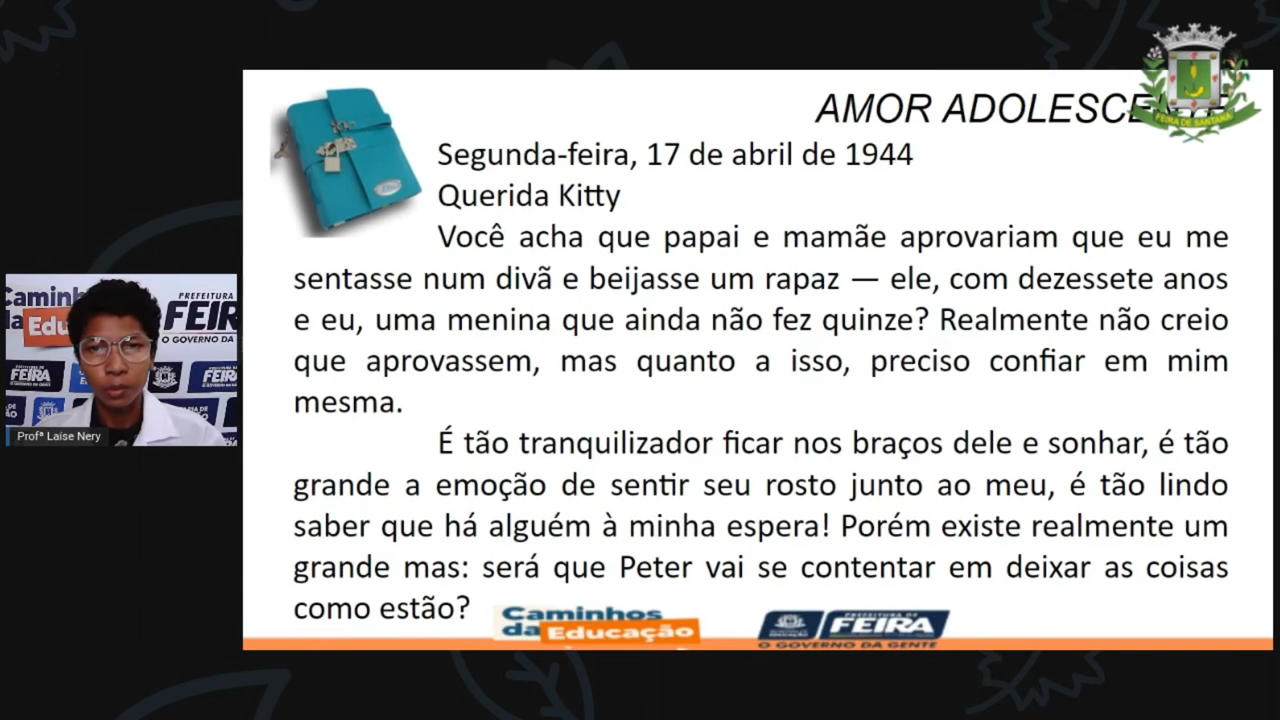 AMOR ADOLESCENTE
FEIRA DE SANTANA
Segunda-feira, 17 de abril de 1944
Querida Kitty
Você acha que papai e mamãe aprovariam que eu me
sentasse num divã e beijasse um rapaz — ele, com dezessete anos
e eu, uma menina que ainda não fez quinze? Realmente não creio
que aprovassem, mas quanto a isso, preciso confiar em mim
mesma.
É tão tranquilizador ficar nos braços dele e sonhar, é tão
grande a emoção de sentir seu rosto junto ao meu, é tão lindo
saber que há alguém à minha espera! Porém existe realmente um
grande mas: será que Peter vai se contentar em deixar as coisas
como estão?
Caminhos
da Educação
PREFEITURA DE
FEIRA
O GOVERNO DA GENTE
Caminh
da Edu
PREFEITURA
FEIR
O GOVERNO DA
FEIRA
Profª Laíse Nery